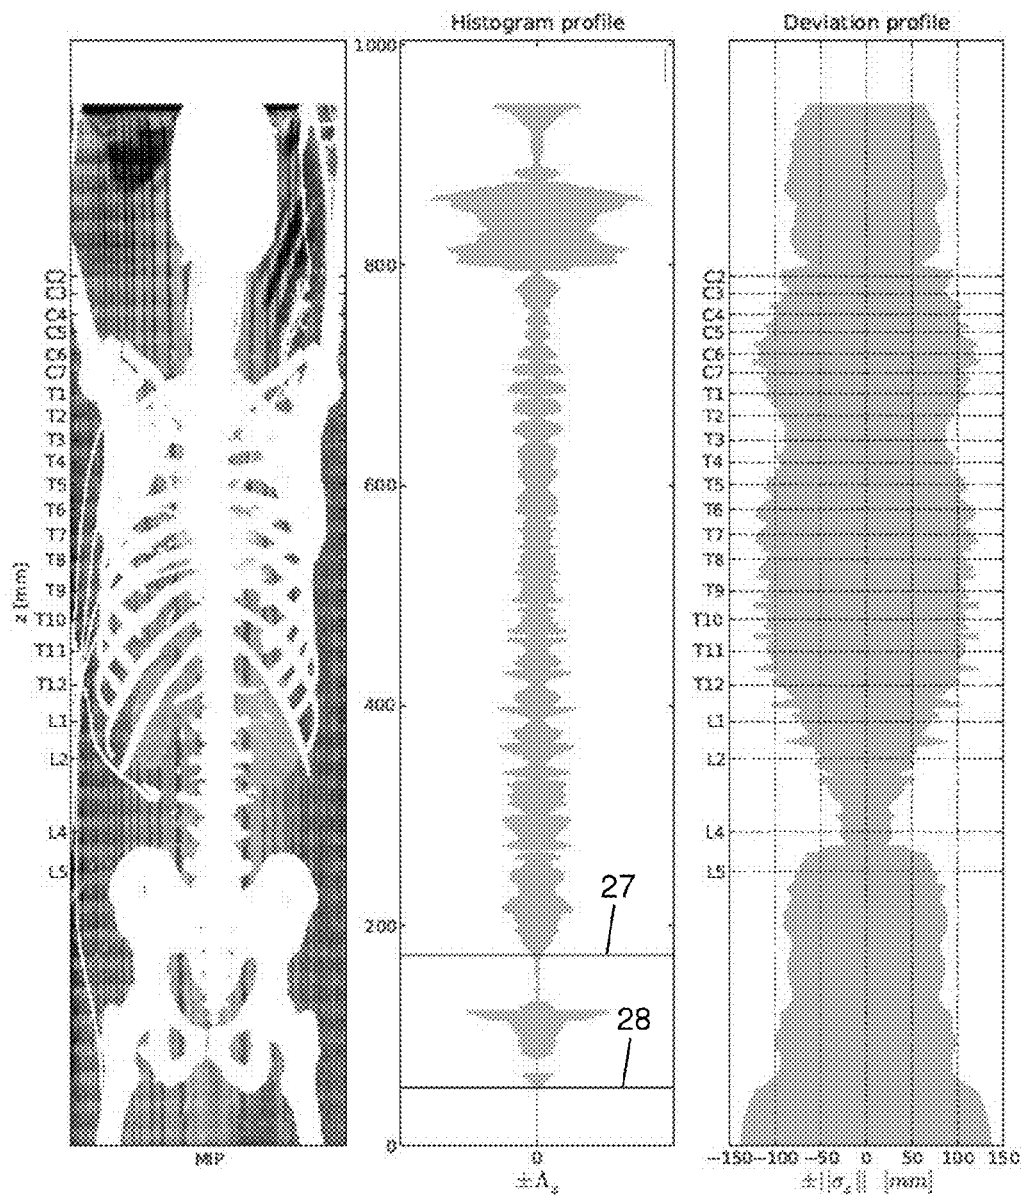 Histogram profile
Deviation profile
1000
800
600
400
200
0
z [mm]
C2
C3
C4
C5
C6
C7
T1
T2
T3
T4
T5
T6
T7
T8
T9
T10
T11
T12
L1
L2
L4
L5
27
28
MIP
0
±Λz
C2
C3
C4
C5
C6
C7
T1
T2
T3
T4
T5
T6
T7
T8
T9
T10
T11
T12
L1
L2
L4
L5
−150 −100 −50 0 50 100 150
±||σz|| [mm]